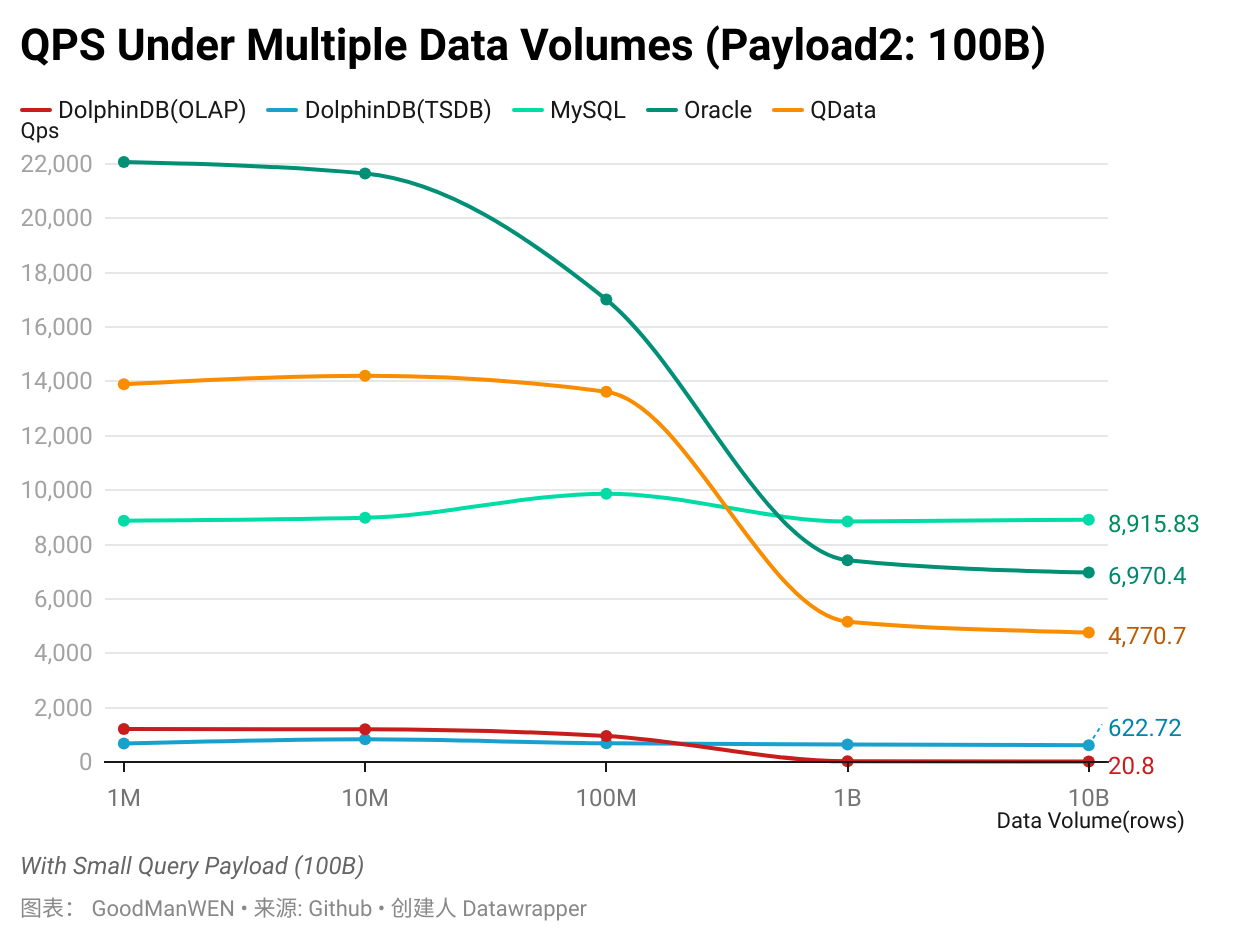 QPS Under Multiple Data Volumes (Payload2: 100B)
DolphinDB(OLAP) DolphinDB(TSDB) MySQL Oracle QData
Qps
22,000
20,000
18,000
16,000
14,000
12,000
10,000
8,000
6,000
4,000
2,000
0
8,915.83
6,970.4
4,770.7
622.72
20.8
1M 10M 100M 1B 10B
Data Volume(rows)
With Small Query Payload (100B)
图表： GoodManWEN • 来源: Github • 创建人 Datawrapper